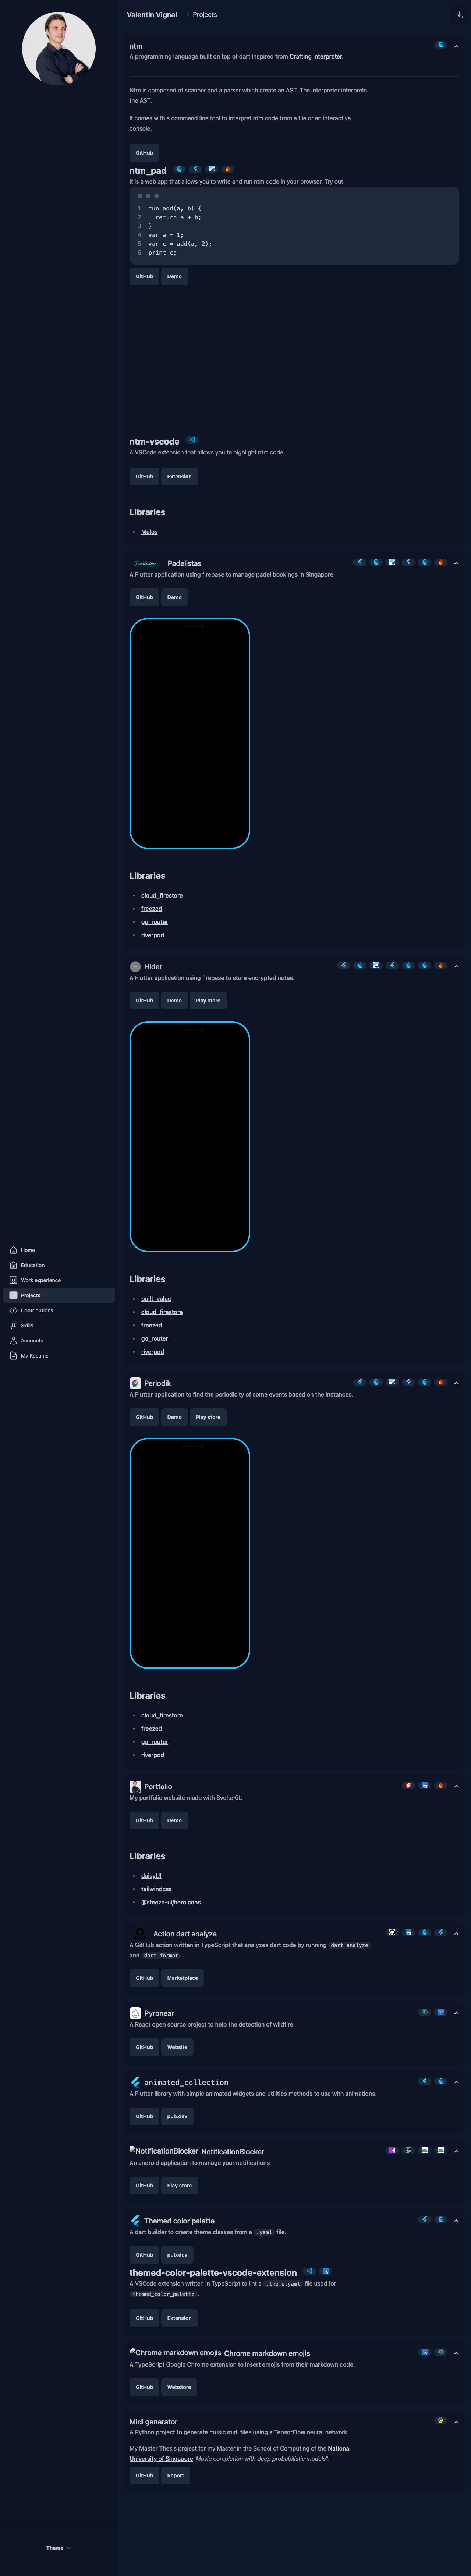 Valentin Vignal
Projects
ntm
A programming language built on top of dart inspired from Crafting interpreter.
Ntm is composed of scanner and a parser which create an AST. The interpreter interprets
the AST.
It comes with a command line tool to interpret ntm code from a file or an interactive
console.
GitHub
ntm_pad
It is a web app that allows you to write and run ntm code in your browser. Try out
1 fun add(a, b) {
2   return a + b;
3 }
4 var a = 1;
5 var c = add(a, 2);
6 print c;
GitHub Demo
ntm-vscode
A VSCode extension that allows you to highlight ntm code.
GitHub Extension
Libraries
Melos
Padelistas
A Flutter application using firebase to manage padel bookings in Singapore.
GitHub Demo
Libraries
cloud_firestore
freezed
go_router
riverpod
H Hider
A Flutter application using firebase to store encrypted notes.
GitHub Demo Play store
Libraries
built_value
cloud_firestore
freezed
go_router
riverpod
Home
Education
Work experience
Projects
Contributions
Skills
Accounts
My Resume
Periodik
A Flutter application to find the periodicity of some events based on the instances.
GitHub Demo Play store
Libraries
cloud_firestore
freezed
go_router
riverpod
Portfolio
My portfolio website made with SvelteKit.
GitHub Demo
Libraries
daisyUI
tailwindcss
@steeze-ui/heroicons
Action dart analyze
A GitHub action written in TypeScript that analyzes dart code by running dart analyze
and dart format.
GitHub Marketplace
Pyronear
A React open source project to help the detection of wildfire.
GitHub Website
animated_collection
A Flutter library with simple animated widgets and utilities methods to use with animations.
GitHub pub.dev
NotificationBlocker NotificationBlocker
An android application to manage your notifications
GitHub Play store
Themed color palette
A dart builder to create theme classes from a .yaml file.
GitHub pub.dev
themed-color-palette-vscode-extension
A VSCode extension written in TypeScript to lint a .theme.yaml file used for
themed_color_palette.
GitHub Extension
Chrome markdown emojis Chrome markdown emojis
A TypeScript Google Chrome extension to insert emojis from their markdown code.
GitHub Webstore
Midi generator
A Python project to generate music midi files using a TensorFlow neural network.
My Master Thesis project for my Master in the School of Computing of the National
University of Singapore"Music completion with deep probabilistic models".
GitHub Report
Theme